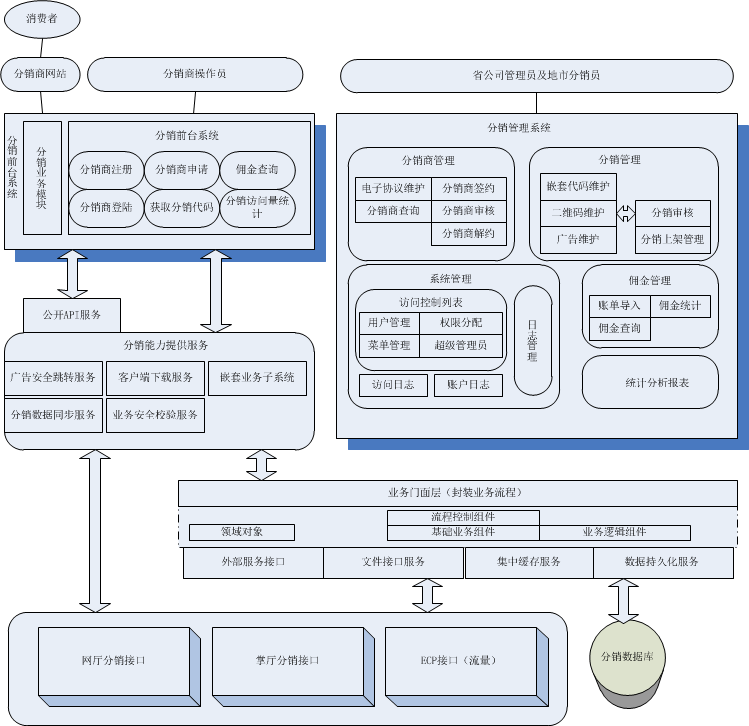 消费者
分销商网站
分销商操作员
省公司管理员及地市分销员
分销前台系统
分销业务模块
分销前台系统
分销商注册
分销商申请
佣金查询
分销商登陆
获取分销代码
分销访问量统
计
分销管理系统
分销商管理
电子协议维护
分销商签约
分销商查询
分销商审核
分销商解约
分销管理
嵌套代码维护
二维码维护
广告维护
分销审核
分销上架管理
系统管理
访问控制列表
用户管理
权限分配
菜单管理
超级管理员
访问日志
账户日志
日志管理
佣金管理
账单导入
佣金统计
佣金查询
统计分析报表
公开API服务
分销能力提供服务
广告安全跳转服务
客户端下载服务
嵌套业务子系统
分销数据同步服务
业务安全校验服务
业务门面层（封装业务流程）
领域对象
流程控制组件
基础业务组件
业务逻辑组件
外部服务接口
文件接口服务
集中缓存服务
数据持久化服务
网厅分销接口
掌厅分销接口
ECP接口（流量）
分销数据库